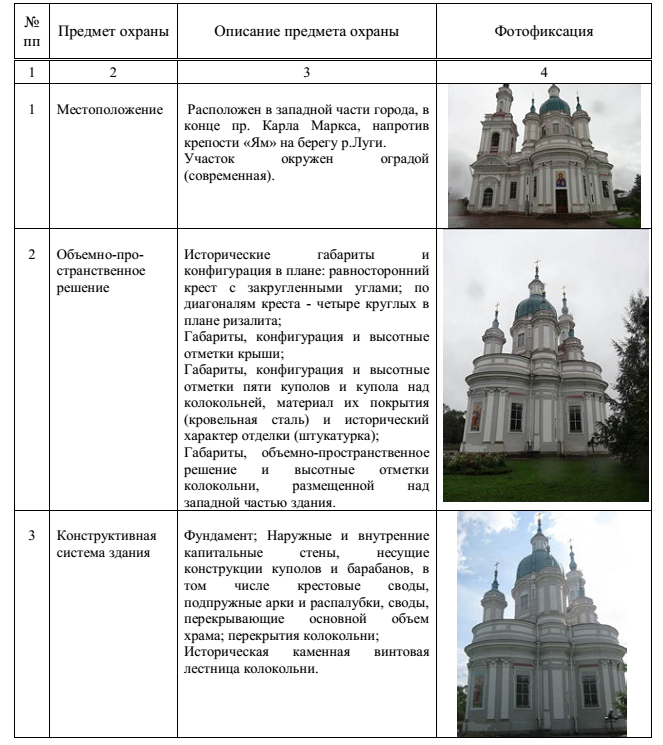 № пп Предмет охраны Описание предмета охраны Фотофиксация
1 2 3 4
1 Местоположение Расположен в западной части города, в
конце пр. Карла Маркса, напротив
крепости «Ям» на берегу р.Луги.
Участок окружен оградой
(современная).
2 Объемно-про- Исторические габариты и
странственное конфигурация в плане: равносторонний
решение крест с закругленными углами; по
диагоналям креста - четыре круглых в
плане ризалита;
Габариты, конфигурация и высотные
отметки крыши;
Габариты, конфигурация и высотные
отметки пяти куполов и купола над
колокольней, материал их покрытия
(кровельная сталь) и исторический
характер отделки (штукатурка);
Габариты, объемно-пространственное
решение и высотные отметки
колокольни, размещенной над
западной частью здания.
3 Конструктивная Фундамент; Наружные и внутренние
система здания капитальные стены, несущие
конструкции куполов и барабанов, в
том числе крестовые своды,
подпружные арки и распалубки, своды,
перекрывающие основной объем
храма; перекрытия колокольни;
Историческая каменная винтовая
лестница колокольни.